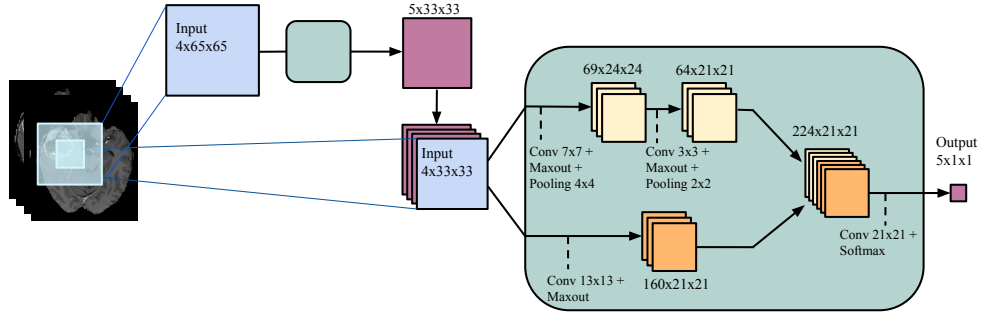 Input
4x65x65
5x33x33
Input
4x33x33
69x24x24
64x21x21
Conv 7x7 +
Maxout +
Pooling 4x4
Conv 3x3 +
Maxout +
Pooling 2x2
224x21x21
Conv 13x13 +
Maxout
160x21x21
Conv 21x21 +
Softmax
Output
5x1x1